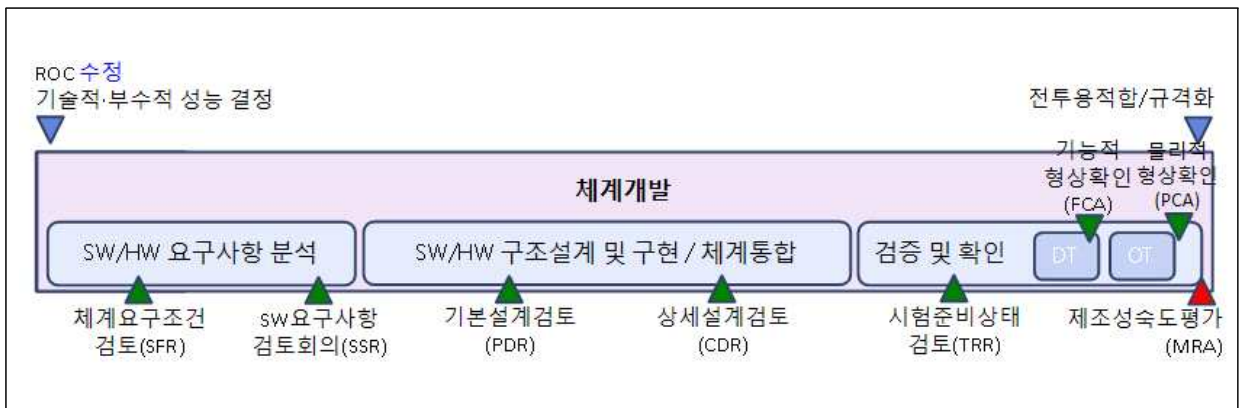 ROC 수정
기술적·부수적 성능 결정
전투용적합/규격화
기능적
형상확인
(FCA)
물리적
형상확인
(PCA)
체계개발
SW/HW 요구사항 분석
SW/HW 구조설계 및 구현 / 체계통합
검증 및 확인
DT
OT
체계요구조건
검토(SFR)
SW요구사항
검토회의(SSR)
기본설계검토
(PDR)
상세설계검토
(CDR)
시험준비상태
검토(TRR)
제조성숙도평가
(MRA)